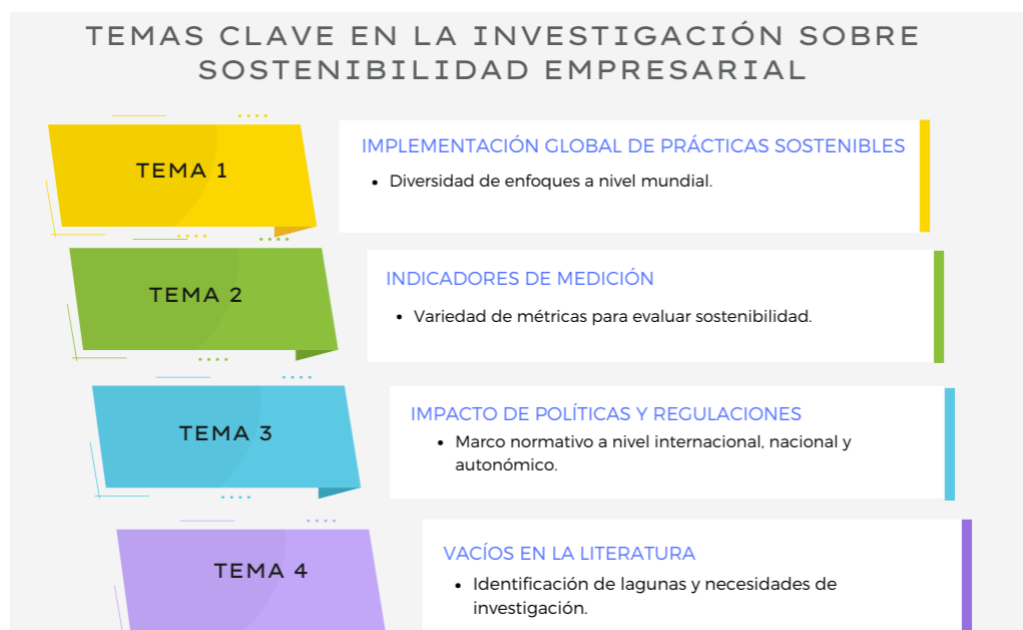 TEMAS CLAVE EN LA INVESTIGACIÓN SOBRE
SOSTENIBILIDAD EMPRESARIAL
TEMA 1
IMPLEMENTACIÓN GLOBAL DE PRÁCTICAS SOSTENIBLES
• Diversidad de enfoques a nivel mundial.
TEMA 2
INDICADORES DE MEDICIÓN
• Variedad de métricas para evaluar sostenibilidad.
TEMA 3
IMPACTO DE POLÍTICAS Y REGULACIONES
• Marco normativo a nivel internacional, nacional y
autonómico.
TEMA 4
VACÍOS EN LA LITERATURA
• Identificación de lagunas y necesidades de
investigación.